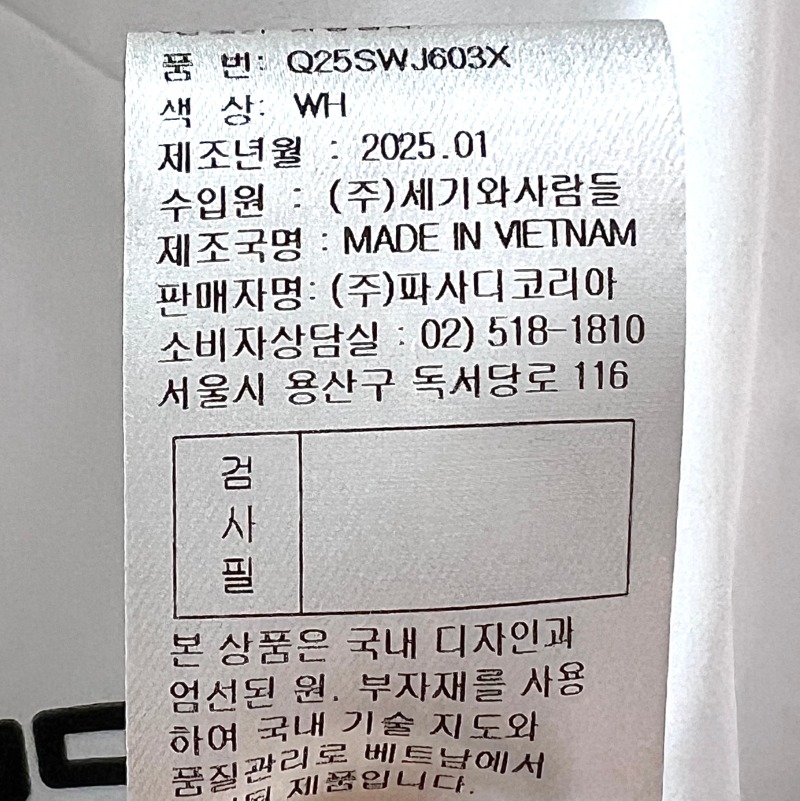 품 번: Q25SWJ603X
색 상: WH
제조년월 : 2025.01
수입원 : (주)세기와사람들
제조국명 : MADE IN VIETNAM
판매자명: (주)파사디코리아
소비자상담실 : 02) 518-1810
서울시 용산구 독서당로 116
검
사
필
본 상품은 국내 디자인과
엄선된 원. 부자재를 사용
하여 국내 기술 지도와
품질관리로 베트남에서
제품입니다.